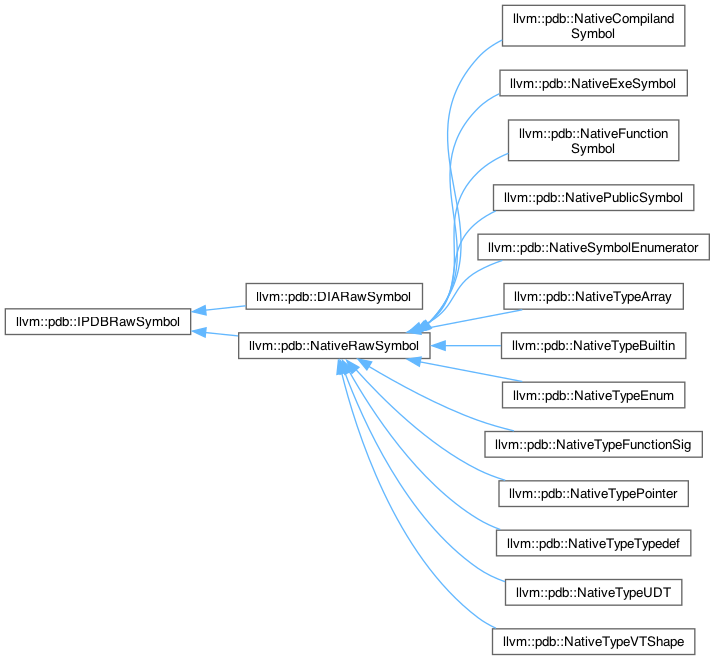 llvm::pdb::NativeCompiland
Symbol
llvm::pdb::NativeExeSymbol
llvm::pdb::NativeFunction
Symbol
llvm::pdb::NativePublicSymbol
llvm::pdb::NativeSymbolEnumerator
llvm::pdb::DIARawSymbol
llvm::pdb::NativeTypeArray
llvm::pdb::IPDBRawSymbol
llvm::pdb::NativeRawSymbol
llvm::pdb::NativeTypeBuiltin
llvm::pdb::NativeTypeEnum
llvm::pdb::NativeTypeFunctionSig
llvm::pdb::NativeTypePointer
llvm::pdb::NativeTypeTypedef
llvm::pdb::NativeTypeUDT
llvm::pdb::NativeTypeVTShape